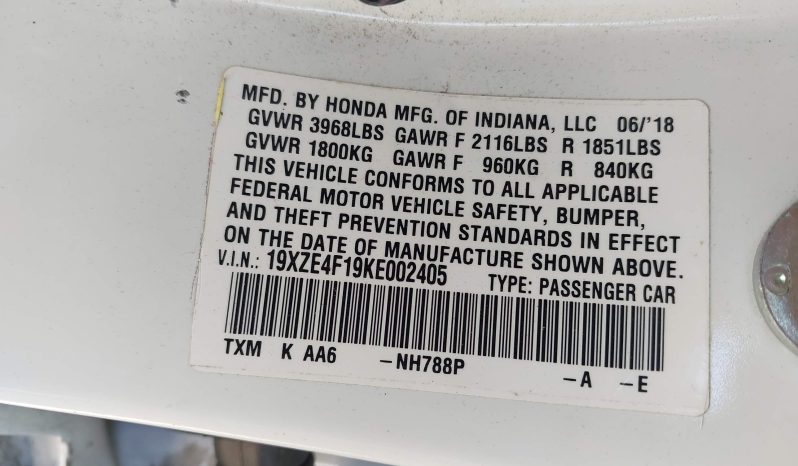 MFD. BY HONDA MFG. OF INDIANA, LLC 06/'18
GVWR 3968LBS GAWR F 2116LBS R 1851LBS
GVWR 1800KG GAWR F 960KG R 840KG
THIS VEHICLE CONFORMS TO ALL APPLICABLE
FEDERAL MOTOR VEHICLE SAFETY, BUMPER,
AND THEFT PREVENTION STANDARDS IN EFFECT
ON THE DATE OF MANUFACTURE SHOWN ABOVE.
V.I.N.: 19XZE4F19KE002405 TYPE: PASSENGER CAR
TXM K AA6 -NH788P -A -E